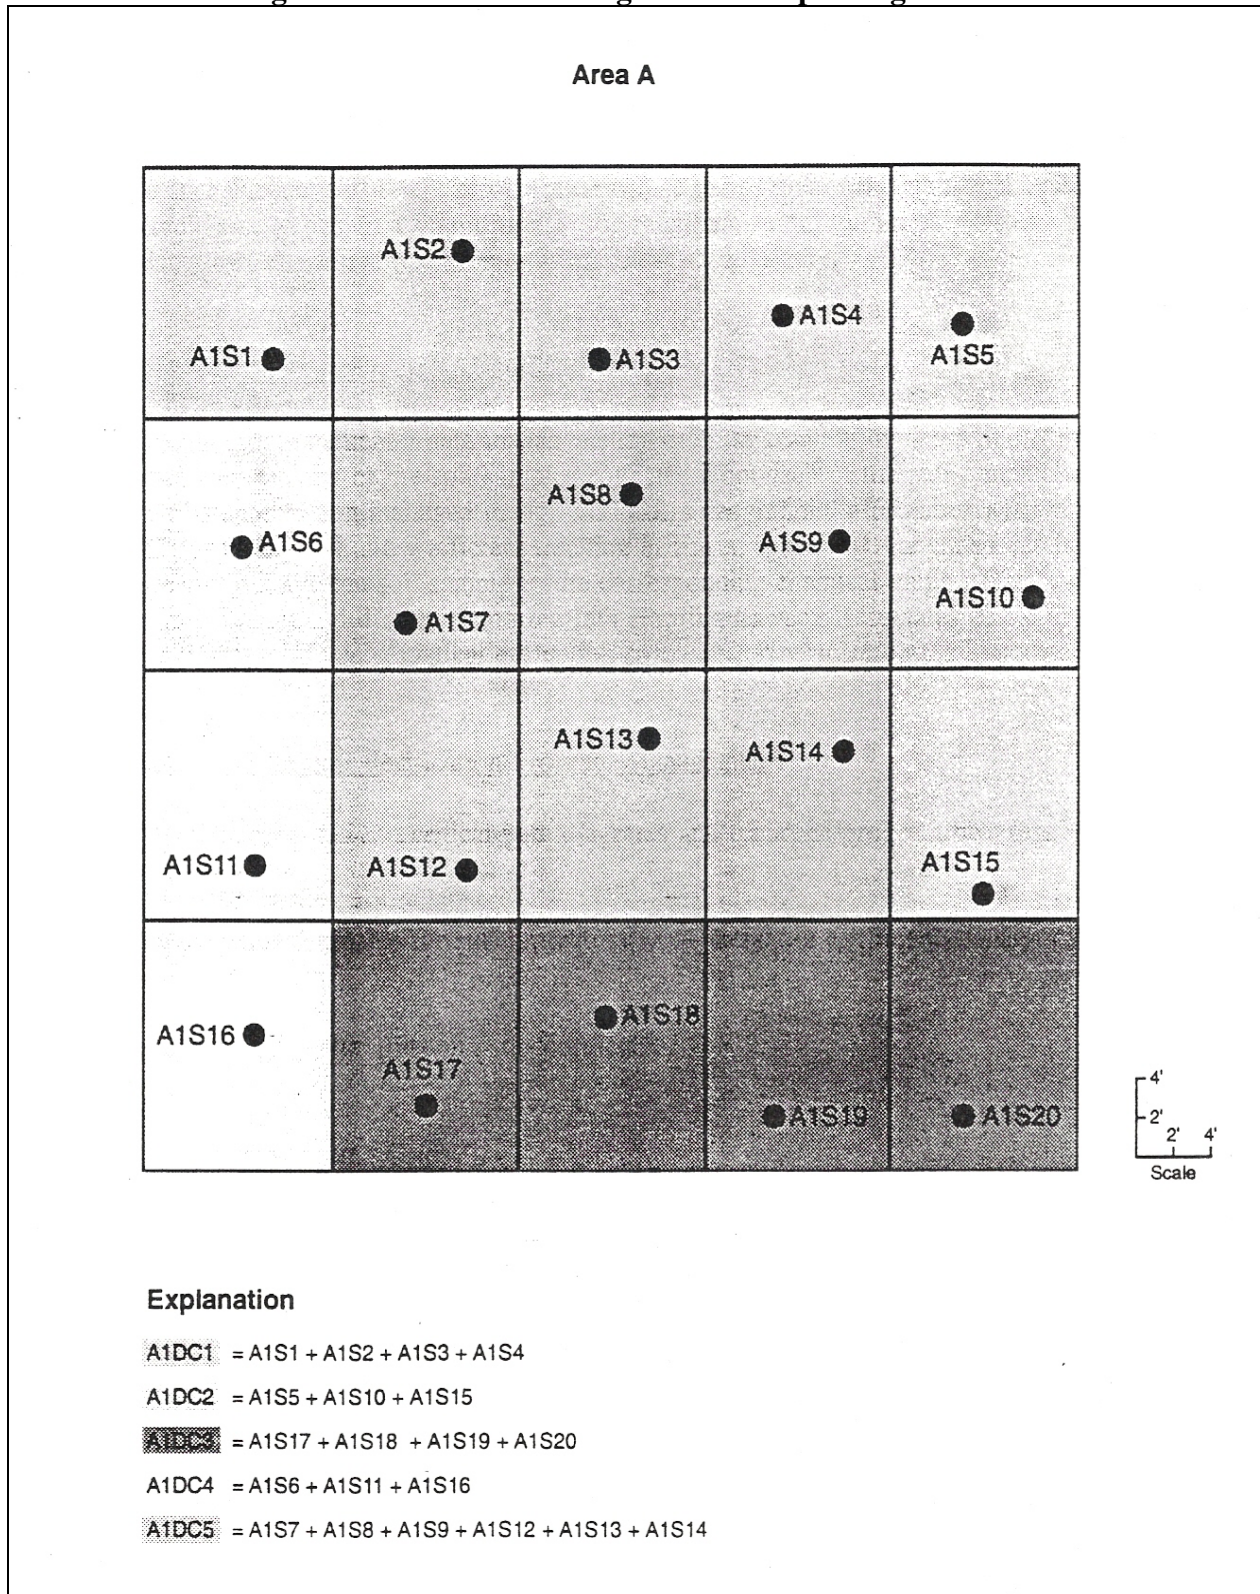 Area A
A1S2
A1S4
A1S5
A1S1
A1S3
A1S8
A1S6
A1S9
A1S10
A1S7
A1S13
A1S14
A1S11
A1S12
A1S15
A1S16
A1S18
A1S17
A1S19
A1S20
4'
2'
2' 4'
Scale
Explanation
A1DC1 = A1S1 + A1S2 + A1S3 + A1S4
A1DC2 = A1S5 + A1S10 + A1S15
A1DC3 = A1S17 + A1S18 + A1S19 + A1S20
A1DC4 = A1S6 + A1S11 + A1S16
A1DC5 = A1S7 + A1S8 + A1S9 + A1S12 + A1S13 + A1S14